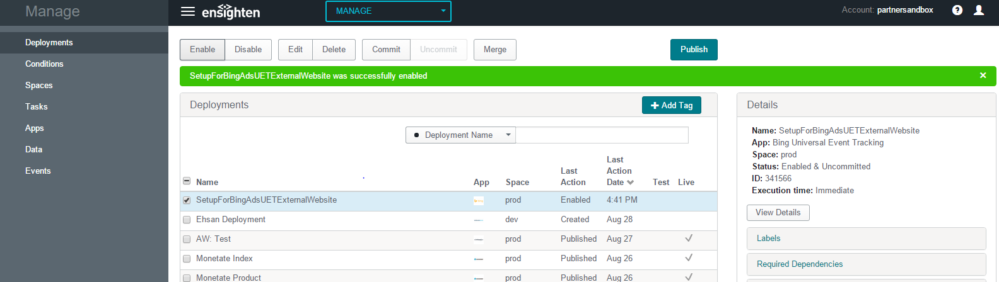 Manage
ensighten
MANAGE
Account: partnersandbox
?
Deployments
Conditions
Spaces
Tasks
Apps
Data
Events
Enable Disable Edit Delete Commit Uncommit Merge Publish
SetupForBingAdsUETExternalWebsite was successfully enabled
Deployments
Add Tag
Deployment Name
Name App Space Last Action Last Action Date Test Live
SetupForBingAdsUETExternalWebsite prod Enabled 4:41 PM
Ehsan Deployment dev Created Aug 28
AW: Test prod Published Aug 27
Monetate Index prod Published Aug 26
Monetate Product prod Published Aug 26
Details
Name: SetupForBingAdsUETExternalWebsite
App: Bing Universal Event Tracking
Space: prod
Status: Enabled & Uncommitted
ID: 341566
Execution time: Immediate
View Details
Labels
Required Dependencies